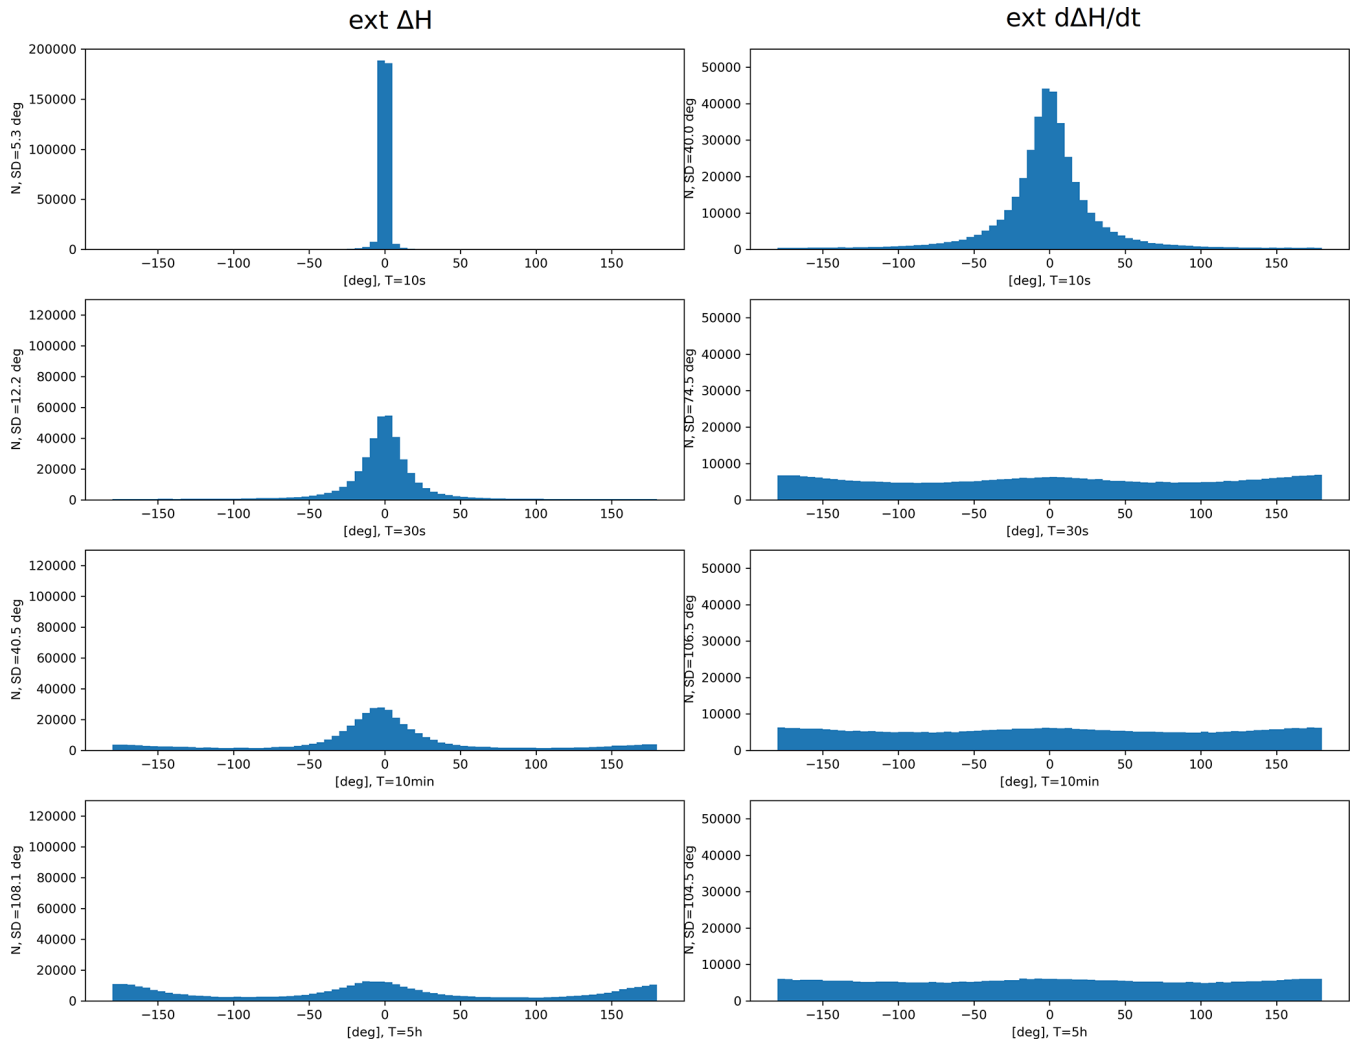 ext ΔH
ext dΔH/dt
N, SD=5.3 deg
200000
150000
100000
50000
0
−150 −100 −50 0 50 100 150
[deg], T=10s
N, SD=40.0 deg
50000
40000
30000
20000
10000
0
−150 −100 −50 0 50 100 150
[deg], T=10s
N, SD=12.2 deg
120000
100000
80000
60000
40000
20000
0
−150 −100 −50 0 50 100 150
[deg], T=30s
N, SD=74.5 deg
50000
40000
30000
20000
10000
0
−150 −100 −50 0 50 100 150
[deg], T=30s
N, SD=40.5 deg
120000
100000
80000
60000
40000
20000
0
−150 −100 −50 0 50 100 150
[deg], T=10min
N, SD=106.5 deg
50000
40000
30000
20000
10000
0
−150 −100 −50 0 50 100 150
[deg], T=10min
N, SD=108.1 deg
120000
100000
80000
60000
40000
20000
0
−150 −100 −50 0 50 100 150
[deg], T=5h
N, SD=104.5 deg
50000
40000
30000
20000
10000
0
−150 −100 −50 0 50 100 150
[deg], T=5h